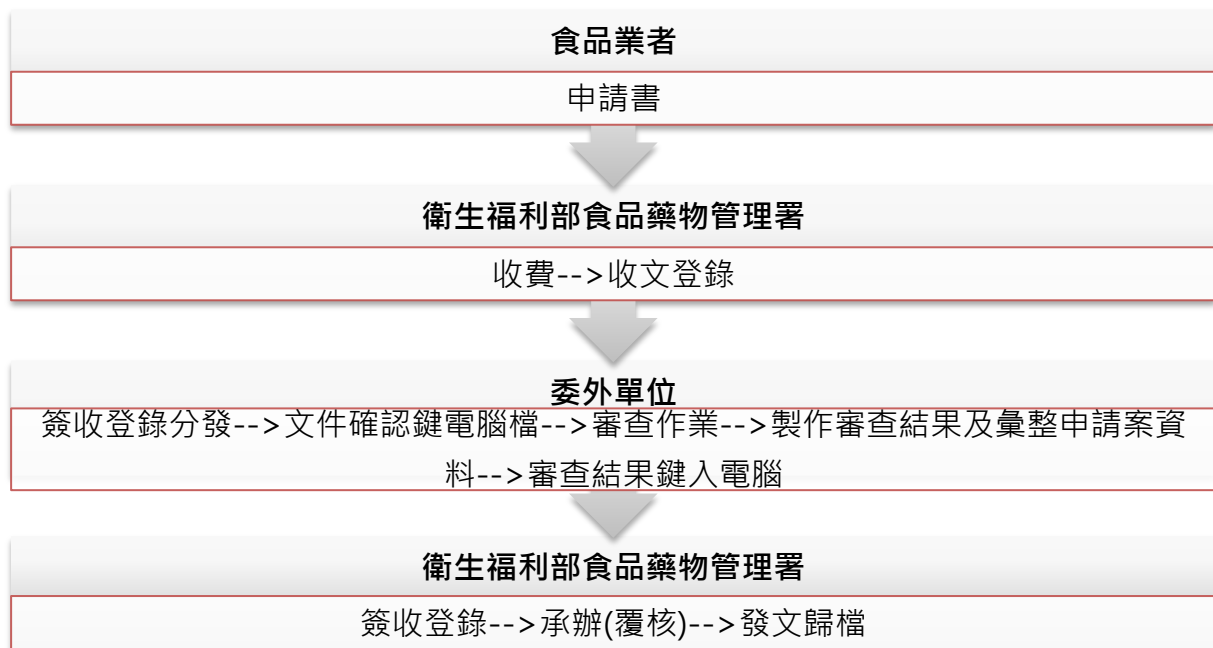 食品業者
申請書
衛生福利部食品藥物管理署
收費-->收文登錄
委外單位
簽收登錄分發-->文件確認鍵電腦檔-->審查作業-->製作審查結果及彙整申請案資
料-->審查結果鍵入電腦
衛生福利部食品藥物管理署
簽收登錄-->承辦(覆核)-->發文歸檔